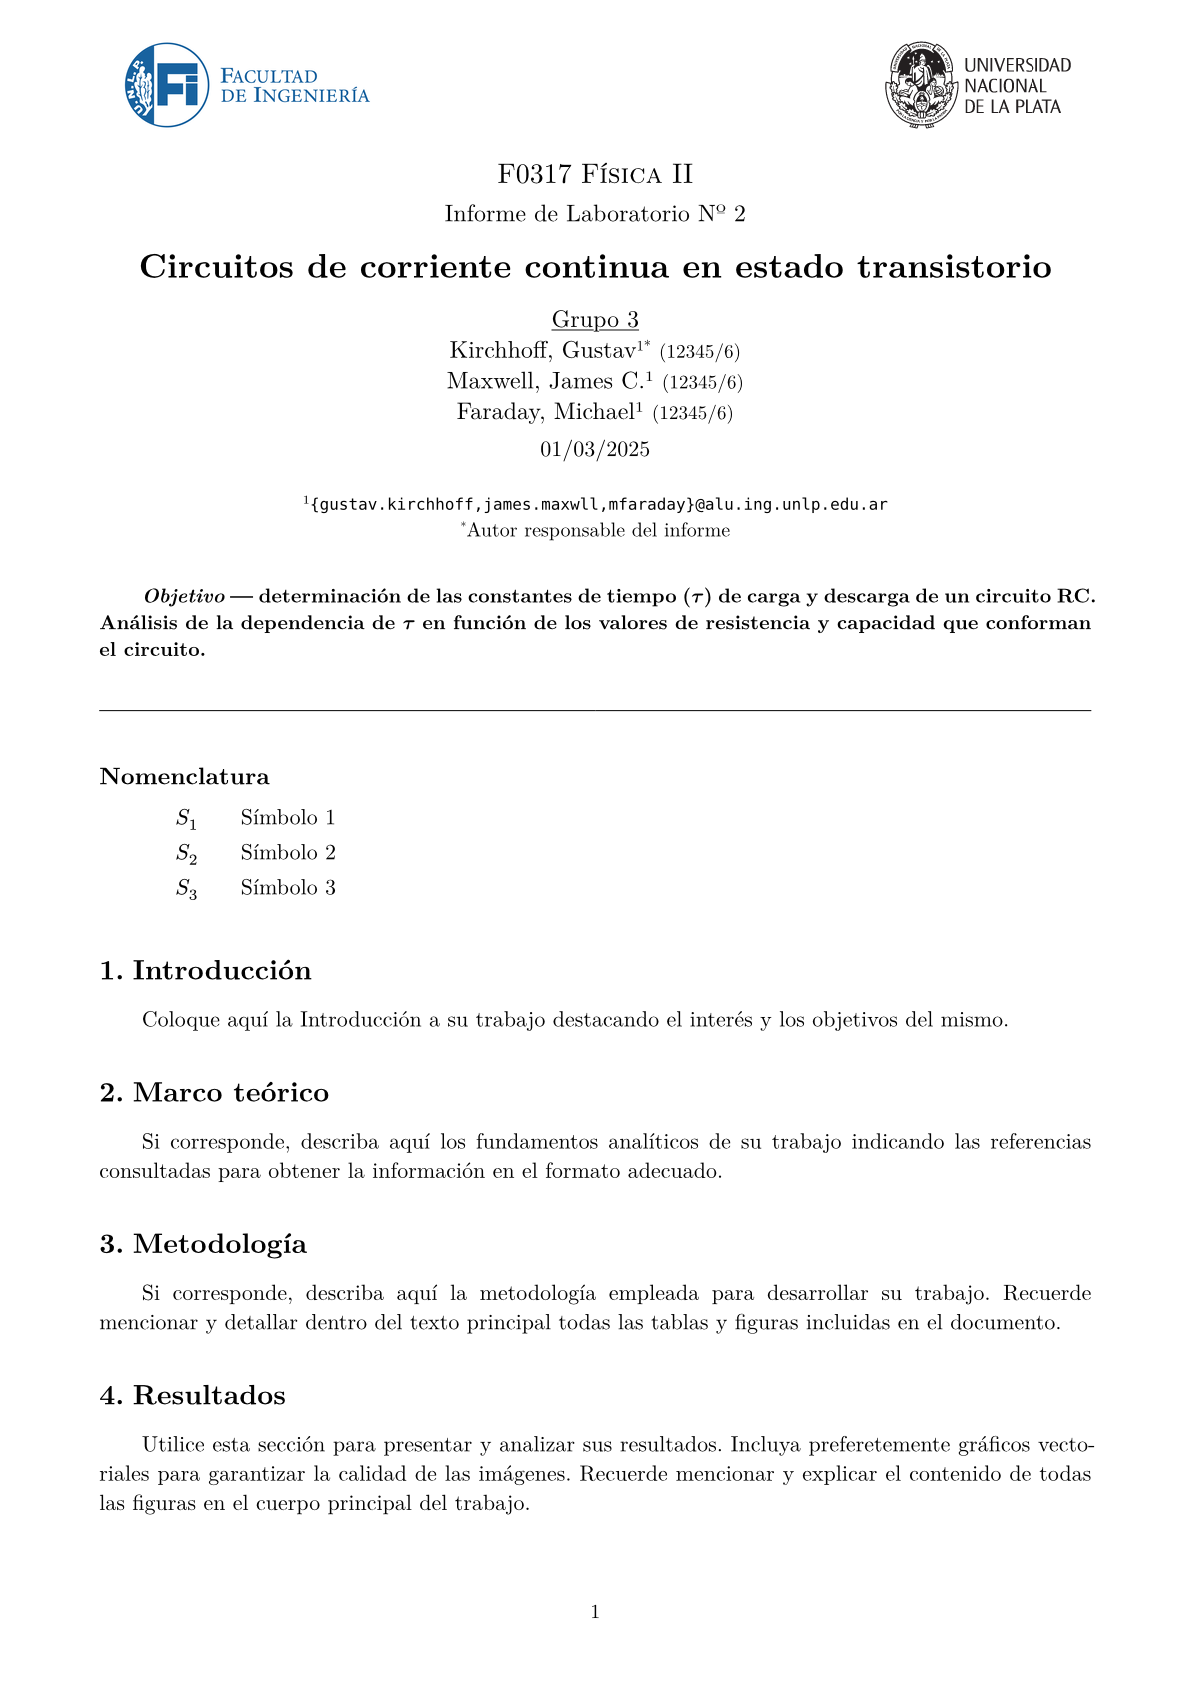 U.N.L.P.
Fi
FACULTAD
DE INGENIERÍA
UNIVERSIDAD
NACIONAL
DE LA PLATA
F0317 FÍSICA II
Informe de Laboratorio Nº 2
Circuitos de corriente continua en estado transistorio
Grupo 3
Kirchhoff, Gustav¹* (12345/6)
Maxwell, James C.¹ (12345/6)
Faraday, Michael¹ (12345/6)
01/03/2025
¹{gustav.kirchhoff,james.maxwll,mfaraday}@alu.ing.unlp.edu.ar
*Autor responsable del informe
Objetivo — determinación de las constantes de tiempo (τ) de carga y descarga de un circuito RC.
Análisis de la dependencia de τ en función de los valores de resistencia y capacidad que conforman
el circuito.
Nomenclatura
S₁ Símbolo 1
S₂ Símbolo 2
S₃ Símbolo 3
1. Introducción
Coloque aquí la Introducción a su trabajo destacando el interés y los objetivos del mismo.
2. Marco teórico
Si corresponde, describa aquí los fundamentos analíticos de su trabajo indicando las referencias
consultadas para obtener la información en el formato adecuado.
3. Metodología
Si corresponde, describa aquí la metodología empleada para desarrollar su trabajo. Recuerde
mencionar y detallar dentro del texto principal todas las tablas y figuras incluidas en el documento.
4. Resultados
Utilice esta sección para presentar y analizar sus resultados. Incluya preferetemente gráficos vecto-
riales para garantizar la calidad de las imágenes. Recuerde mencionar y explicar el contenido de todas
las figuras en el cuerpo principal del trabajo.
1